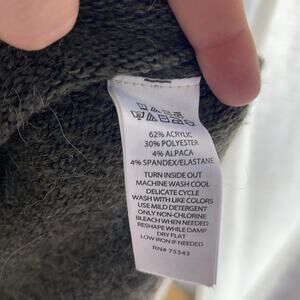 62% ACRYLIC
30% POLYESTER
4% ALPACA
4% SPANDEX/ELASTANE
TURN INSIDE OUT
MACHINE WASH COOL
DELICATE CYCLE
WASH WITH LIKE COLORS
USE MILD DETERGENT
ONLY NON-CHLORINE
BLEACH WHEN NEEDED
RESHAPE WHILE DAMP
DRY FLAT
LOW IRON IF NEEDED
RN# 75343